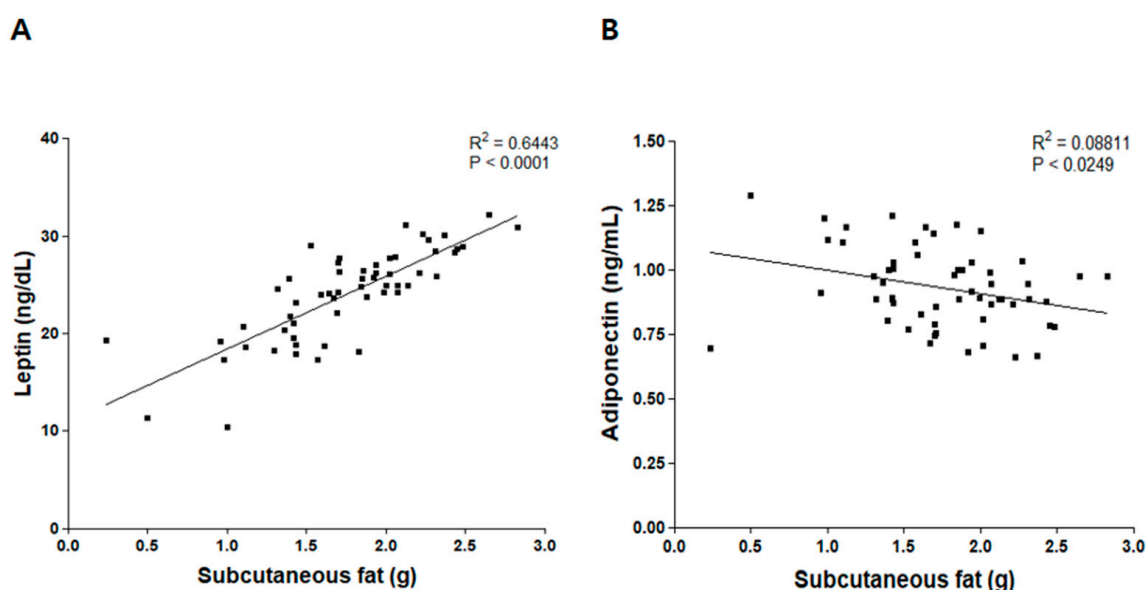 A
B
R² = 0.6443
P < 0.0001
40
30
20
10
0
Leptin (ng/dL)
0.0 0.5 1.0 1.5 2.0 2.5 3.0
Subcutaneous fat (g)
R² = 0.08811
P < 0.0249
1.50
1.25
1.00
0.75
0.50
0.25
0.00
Adiponectin (ng/mL)
0.0 0.5 1.0 1.5 2.0 2.5 3.0
Subcutaneous fat (g)